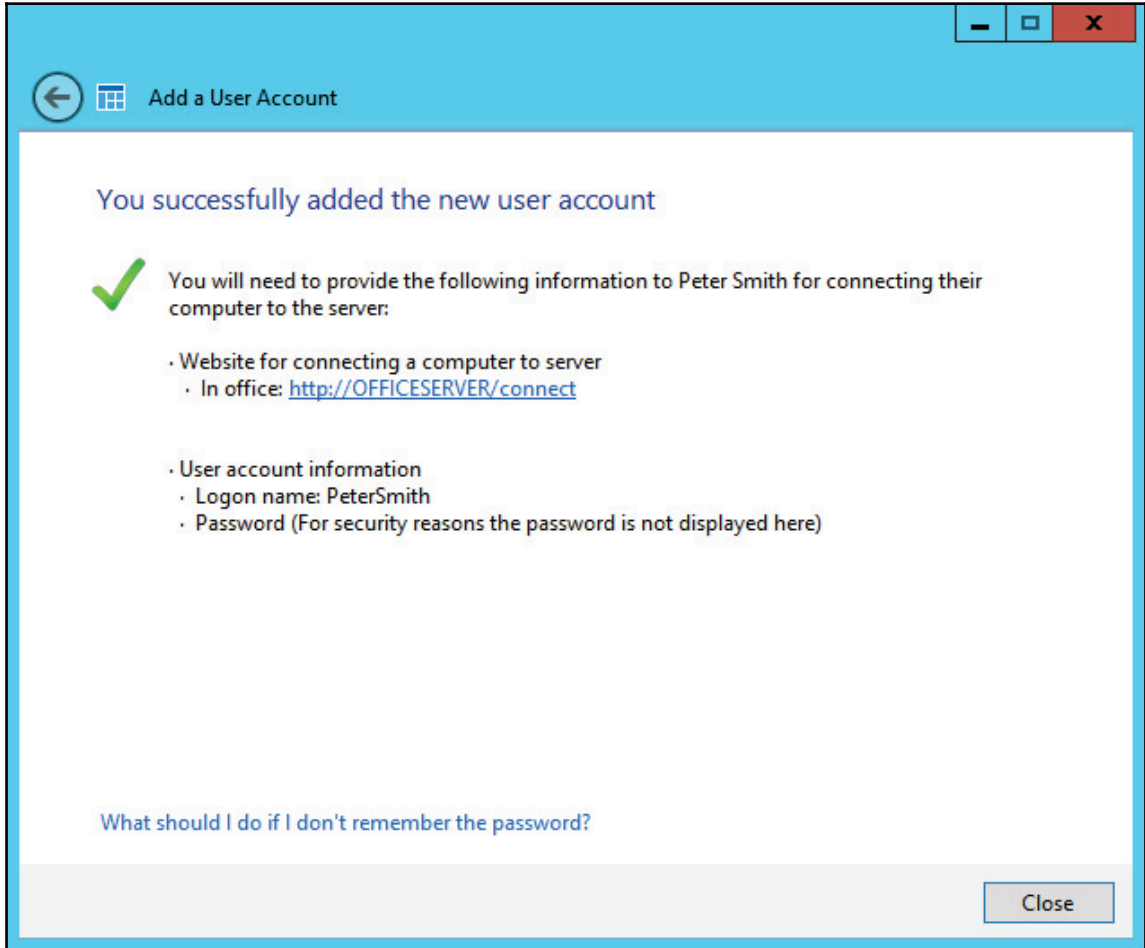 Add a User Account
You successfully added the new user account
You will need to provide the following information to Peter Smith for connecting their
computer to the server:
· Website for connecting a computer to server
· In office: http://OFFICESERVER/connect
· User account information
· Logon name: PeterSmith
· Password (For security reasons the password is not displayed here)
What should I do if I don't remember the password?
Close